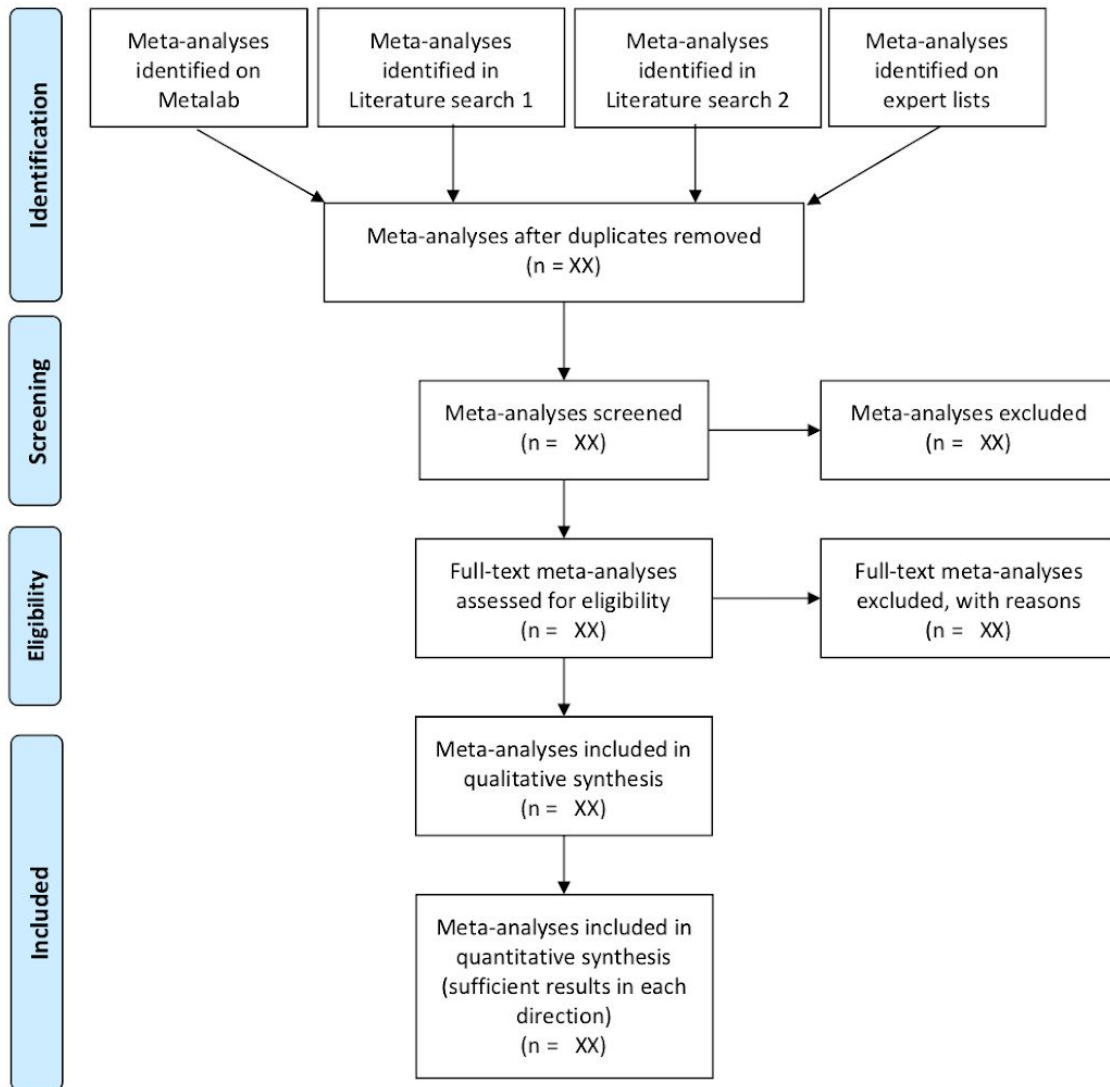 Identification
Meta-analyses
identified on
Metalab
Meta-analyses
identified in
Literature search 1
Meta-analyses
identified in
Literature search 2
Meta-analyses
identified on
expert lists
Meta-analyses after duplicates removed
(n = XX)
Screening
Meta-analyses screened
(n =   XX)
Meta-analyses excluded
(n =   XX)
Eligibility
Full-text meta-analyses
assessed for eligibility
(n =   XX)
Full-text meta-analyses
excluded, with reasons
(n =   XX)
Included
Meta-analyses included in
qualitative synthesis
(n =   XX)
Meta-analyses included in
quantitative synthesis
(sufficient results in each
direction)
(n =   XX)